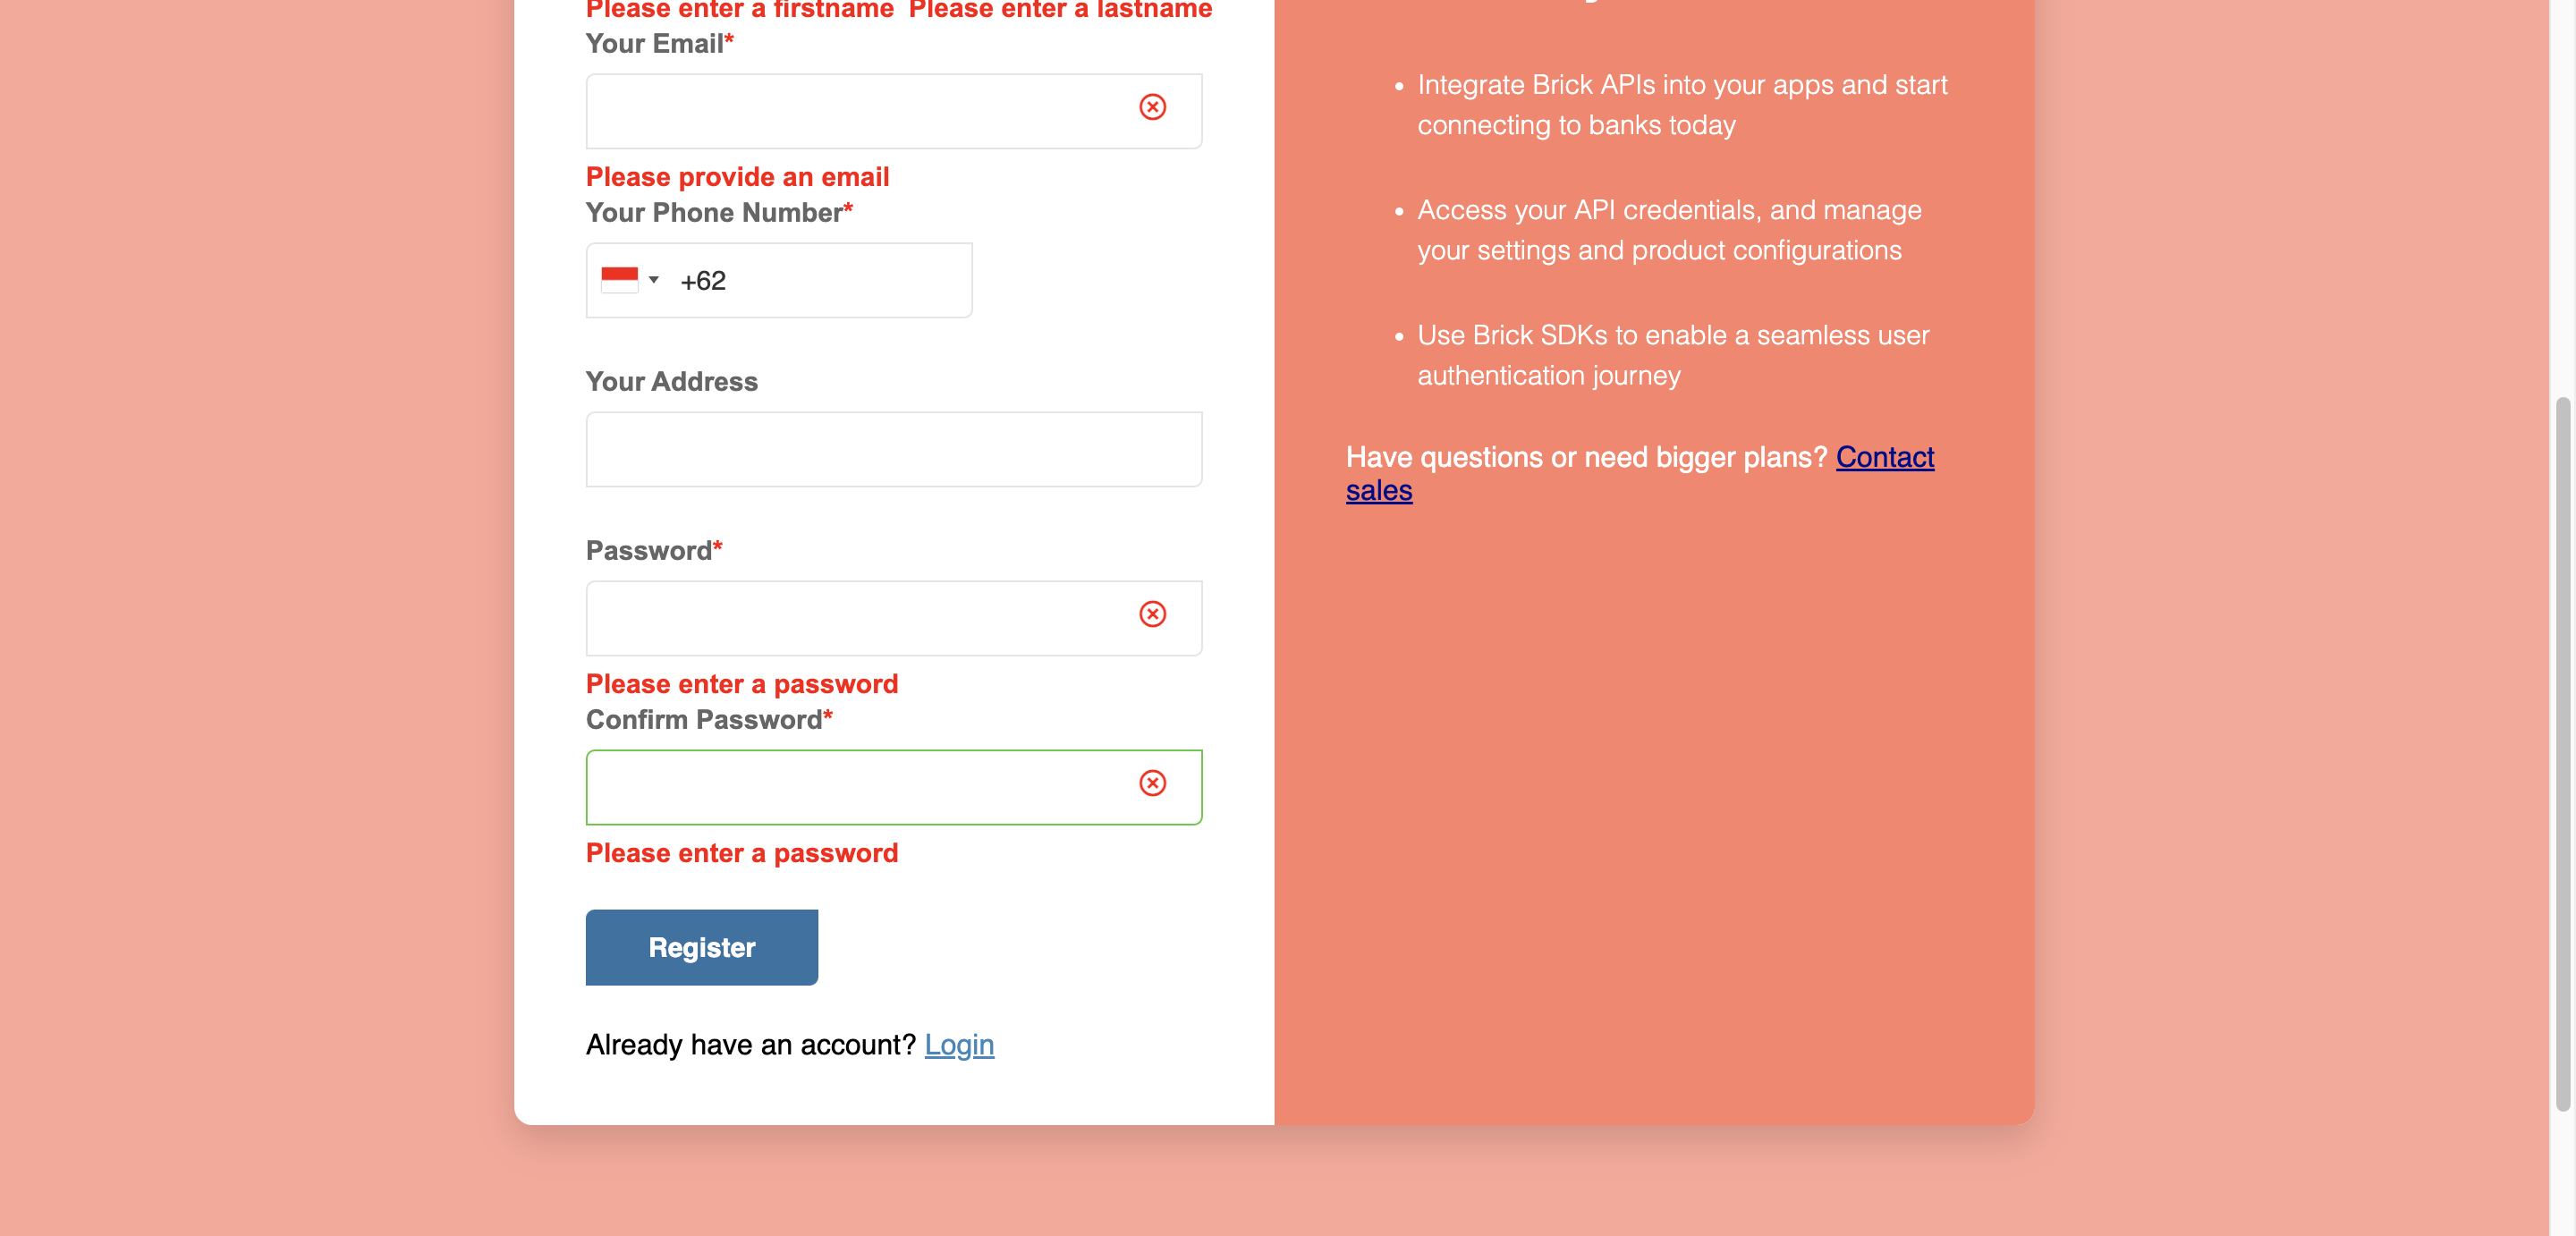 Please enter a firstname Please enter a lastname
Your Email*
Please provide an email
Your Phone Number*
+62
Your Address
Password*
Please enter a password
Confirm Password*
Please enter a password
Register
Already have an account? Login
Integrate Brick APIs into your apps and start
connecting to banks today
Access your API credentials, and manage
your settings and product configurations
Use Brick SDKs to enable a seamless user
authentication journey
Have questions or need bigger plans? Contact
sales